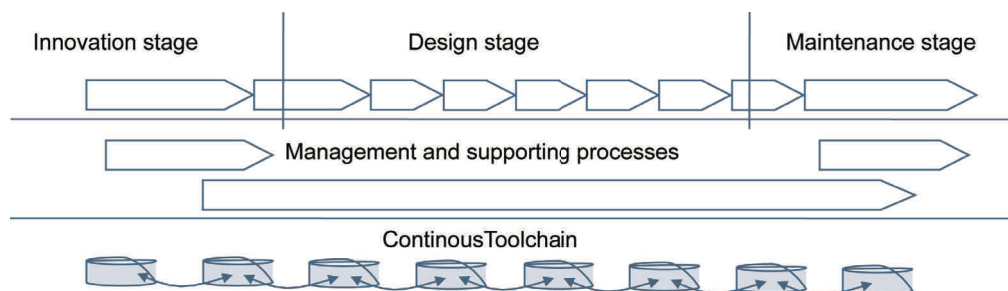 Innovation stage
Design stage
Maintenance stage
Management and supporting processes
ContinousToolchain